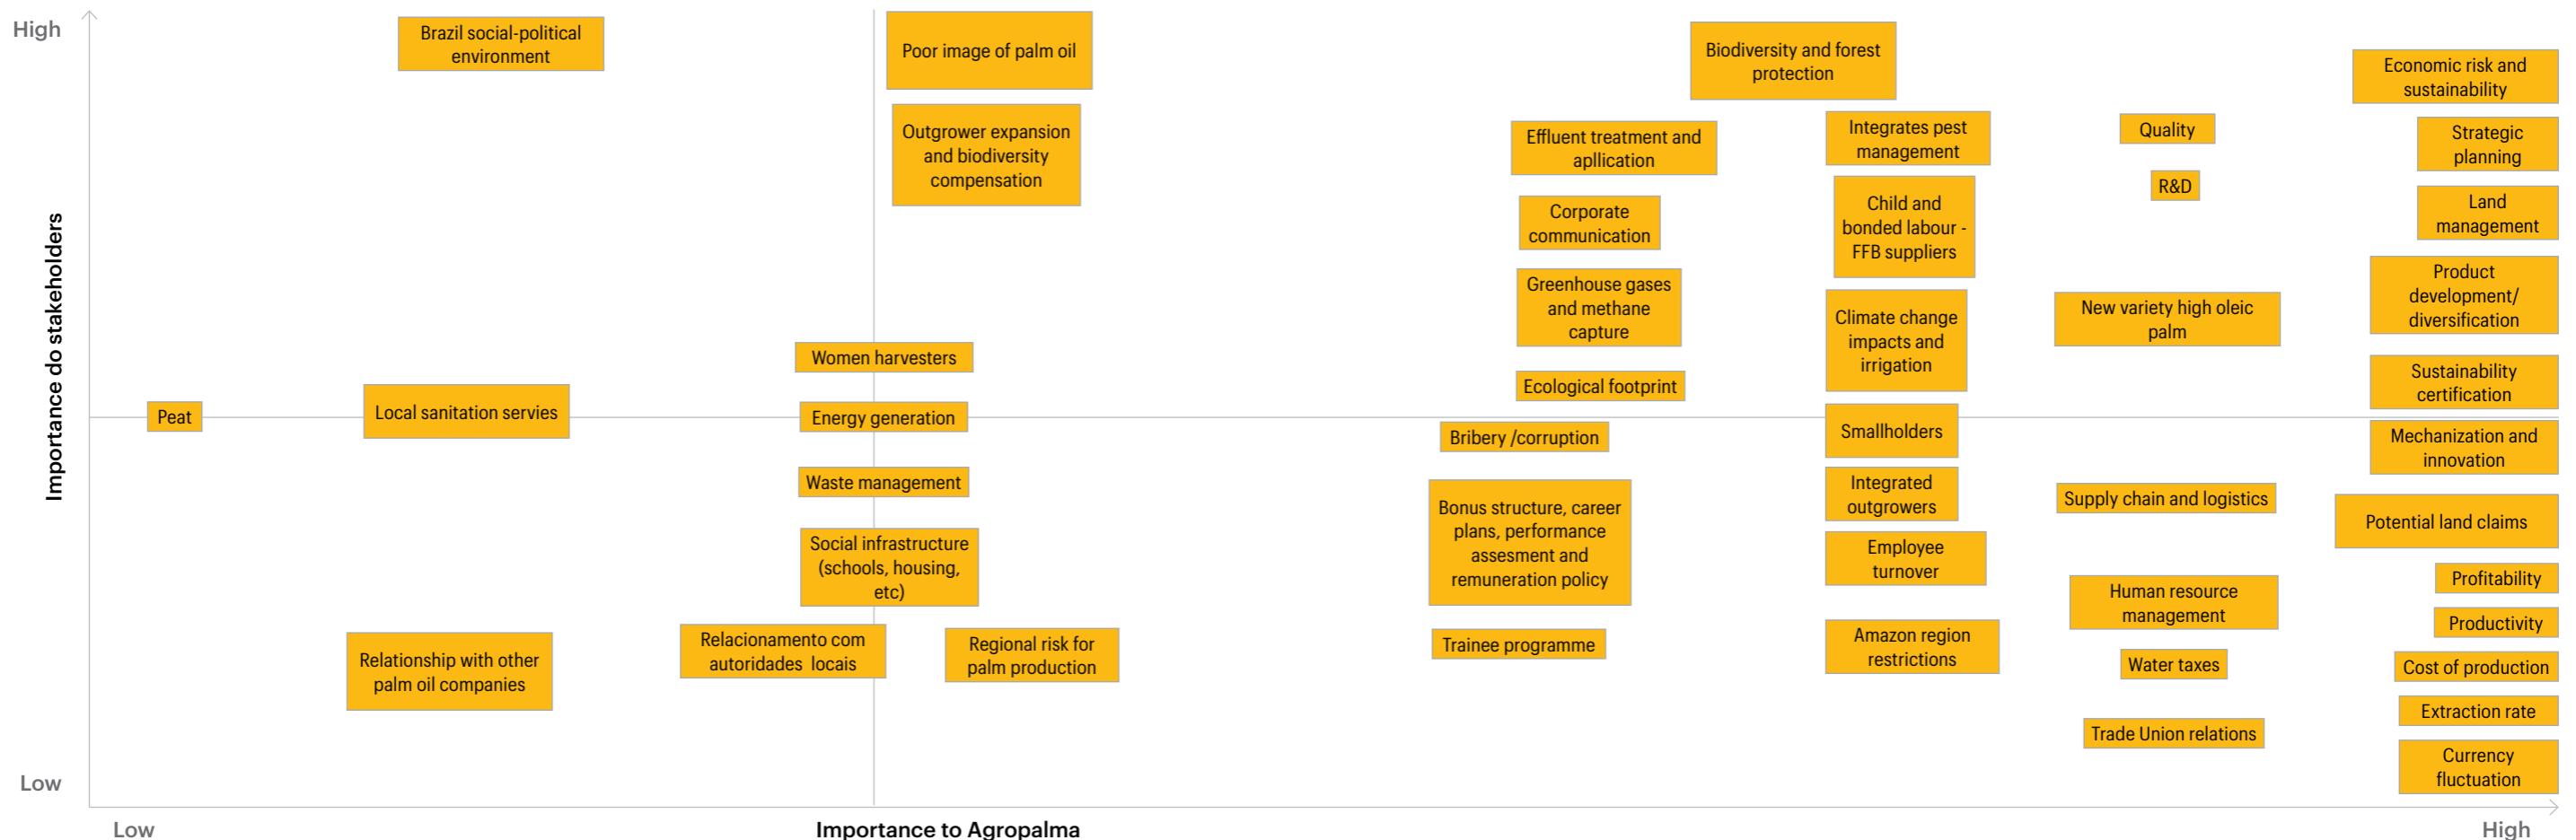 High
Brazil social-political
environment
Poor image of palm oil
Biodiversity and forest
protection
Economic risk and
sustainability
Outgrower expansion
and biodiversity
compensation
Effluent treatment and
apllication
Integrates pest
management
Quality
Strategic
planning
R&D
Corporate
communication
Child and
bonded labour -
FFB suppliers
Land
management
Importance do stakeholders
Greenhouse gases
and methane
capture
Climate change
impacts and
irrigation
New variety high oleic
palm
Product
development/
diversification
Women harvesters
Ecological footprint
Sustainability
certification
Peat
Local sanitation servies
Energy generation
Bribery /corruption
Smallholders
Mechanization and
innovation
Waste management
Bonus structure, career
plans, performance
assesment and
remuneration policy
Integrated
outgrowers
Supply chain and logistics
Potential land claims
Social infrastructure
(schools, housing,
etc)
Employee
turnover
Human resource
management
Profitability
Productivity
Relationship with other
palm oil companies
Relacionamento com
autoridades locais
Regional risk for
palm production
Trainee programme
Amazon region
restrictions
Water taxes
Cost of production
Extraction rate
Trade Union relations
Currency
fluctuation
Low
Low
Importance to Agropalma
High